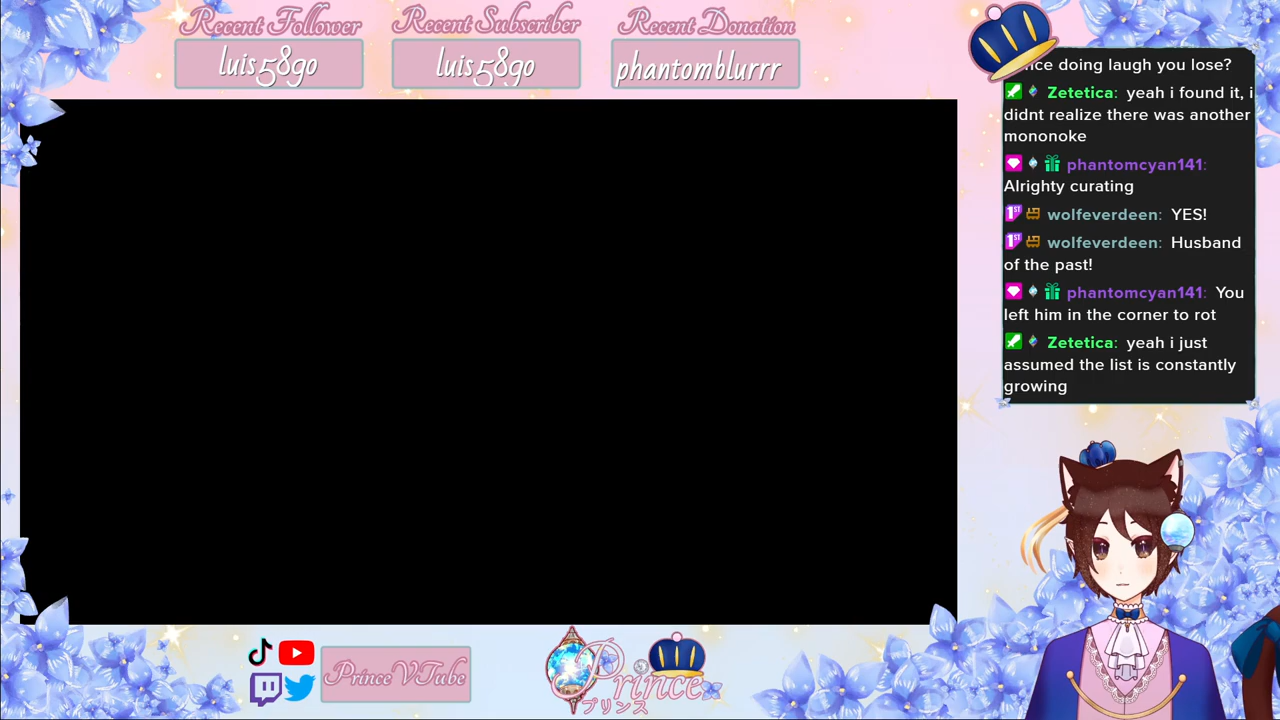 Recent Follower
Recent Subscriber
Recent Donation
luis58go
luis58go
phantomblurrr
nce doing laugh you lose?
Zetetica: yeah i found it, i
didnt realize there was another
mononoke
phantomcyan141:
Alrighty curating
1ST wolfeverdeen: YES!
1ST wolfeverdeen: Husband
of the past!
phantomcyan141: You
left him in the corner to rot
Zetetica: yeah i just
assumed the list is constantly
growing
Prince VTube
Prince
プリンス